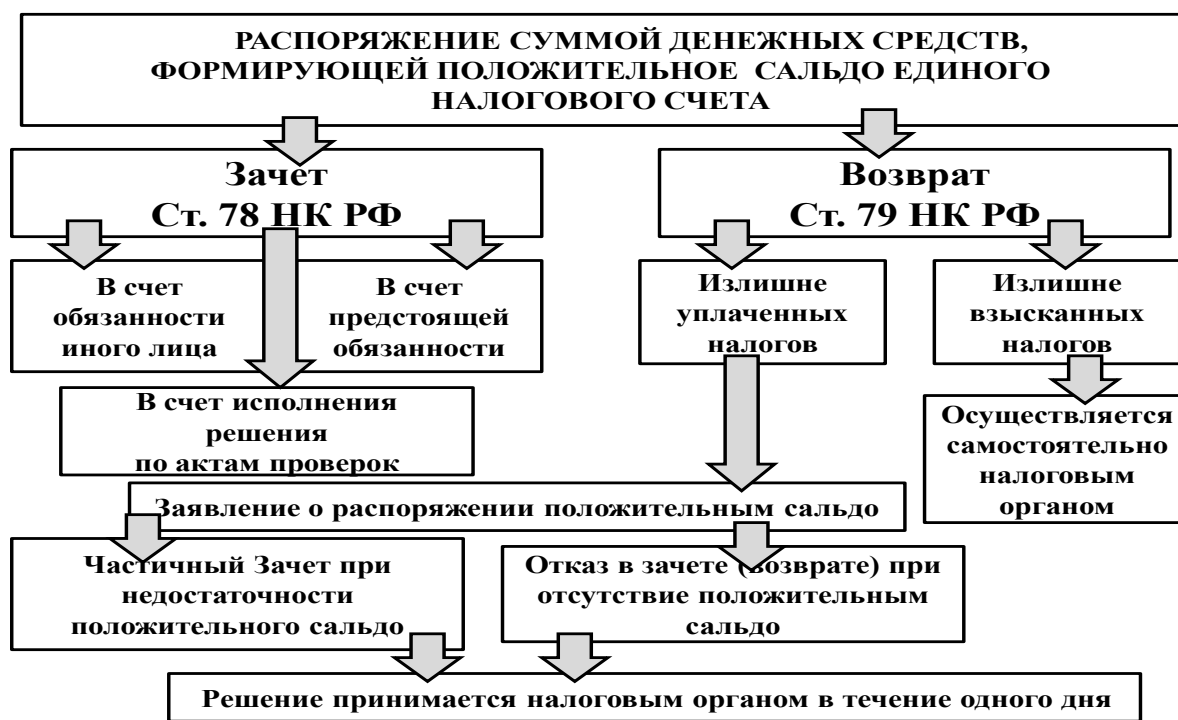 РАСПОРЯЖЕНИЕ СУММОЙ ДЕНЕЖНЫХ СРЕДСТВ,
ФОРМИРУЮЩЕЙ ПОЛОЖИТЕЛЬНОЕ САЛЬДО ЕДИНОГО
НАЛОГОВОГО СЧЕТА
Зачет
Ст. 78 НК РФ
Возврат
Ст. 79 НК РФ
В счет
обязанности
иного лица
В счет
предстоящей
обязанности
Излишне
уплаченных
налогов
Излишне
взысканных
налогов
В счет исполнения
решения
по актам проверок
Осуществляется
самостоятельно
налоговым
органом
Заявление о распоряжении положительным сальдо
Частичный Зачет при
недостаточности
положительного сальдо
Отказ в зачете (возврате) при
отсутствие положительным
сальдо
Решение принимается налоговым органом в течение одного дня